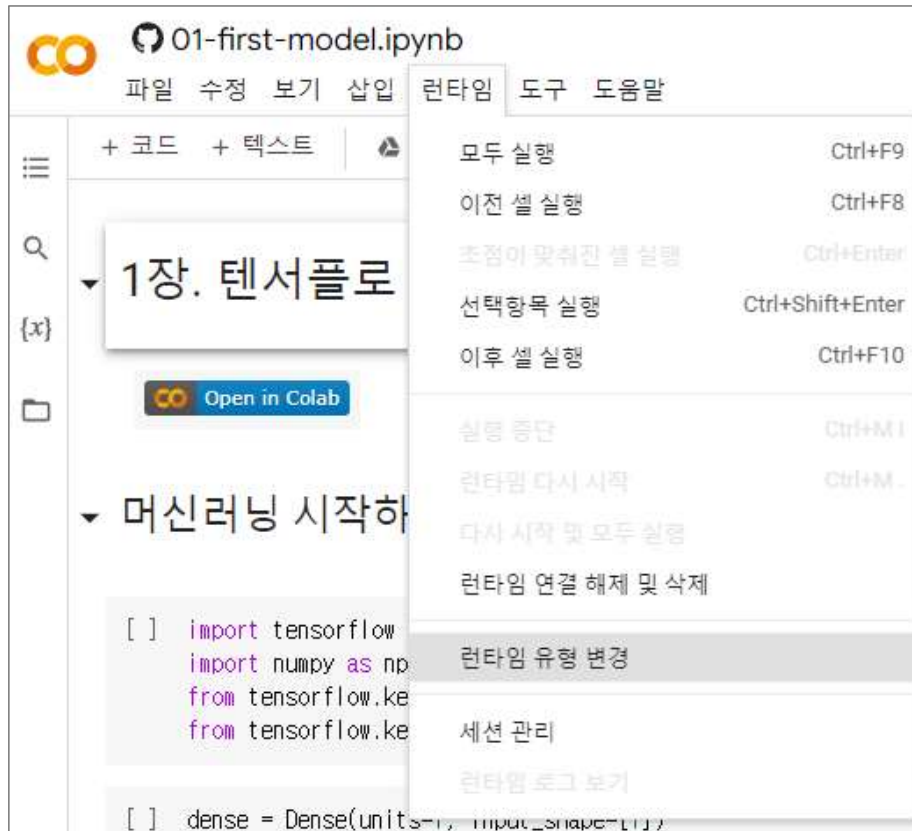 01-first-model.ipynb
파일 수정 보기 삽입 런타임 도구 도움말
+ 코드 + 텍스트
모두 실행 Ctrl+F9
이전 셀 실행 Ctrl+F8
초점이 맞춰진 셀 실행 Ctrl+Enter
선택항목 실행 Ctrl+Shift+Enter
이후 셀 실행 Ctrl+F10
실행 중단 Ctrl+M I
런타임 다시 시작 Ctrl+M .
다시 시작 및 모두 실행
런타임 연결 해제 및 삭제
런타임 유형 변경
세션 관리
런타임 로그 보기
{x}
1장. 텐서플로
CO Open in Colab
머신러닝 시작하
[ ] import tensorflow
import numpy as np
from tensorflow.ke
from tensorflow.ke
[ ] dense = Dense(units=1, input_shape=[1])